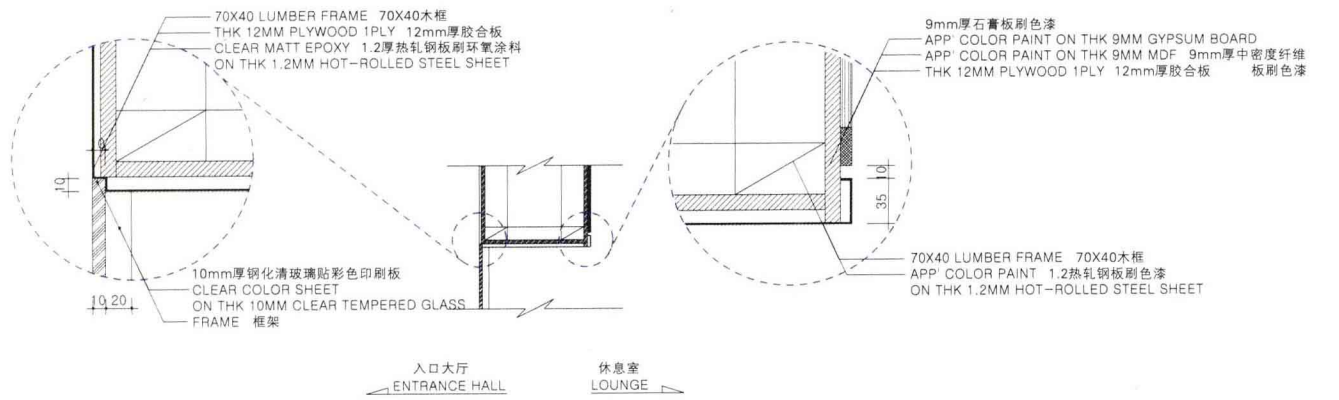 70X40 LUMBER FRAME 70X40木框
THK 12MM PLYWOOD 1PLY 12mm厚胶合板
CLEAR MATT EPOXY 1.2厚热轧钢板刷环氧涂料
ON THK 1.2MM HOT-ROLLED STEEL SHEET
10
10mm厚钢化清玻璃贴彩色印刷板
CLEAR COLOR SHEET
ON THK 10MM CLEAR TEMPERED GLASS
FRAME 框架
10 20
9mm厚石膏板刷色漆
APP' COLOR PAINT ON THK 9MM GYPSUM BOARD
APP' COLOR PAINT ON THK 9MM MDF 9mm厚中密度纤维
THK 12MM PLYWOOD 1PLY 12mm厚胶合板 板刷色漆
10
35
70X40 LUMBER FRAME 70X40木框
APP' COLOR PAINT 1.2热轧钢板刷色漆
ON THK 1.2MM HOT-ROLLED STEEL SHEET
入口大厅
ENTRANCE HALL
休息室
LOUNGE